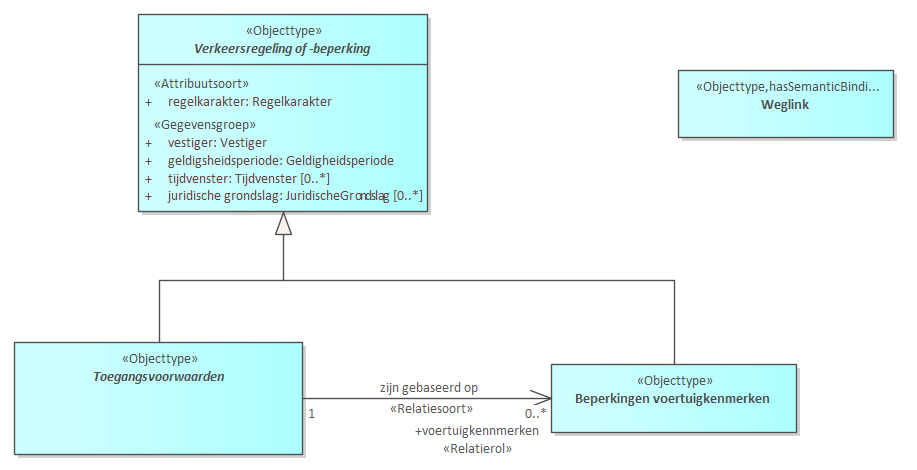 «Objecttype»
Verkeersregeling of -beperking
«Attribuutsoort»
+ regelkarakter: Regelkarakter
«Gegevensgroep»
+ vestiger: Vestiger
+ geldigsheidsperiode: Geldigheidsperiode
+ tijdvenster: Tijdvenster [0..*]
+ juridische grondslag: JuridischeGrondslag [0..*]
«Objecttype,hasSemanticBindi...
Weglink
«Objecttype»
Toegangsvoorwaarden
zijn gebaseerd op
«Relatiesoort»
1
0..*
+voertuigkennmerken
«Relatierol»
«Objecttype»
Beperkingen voertuigkenmerken